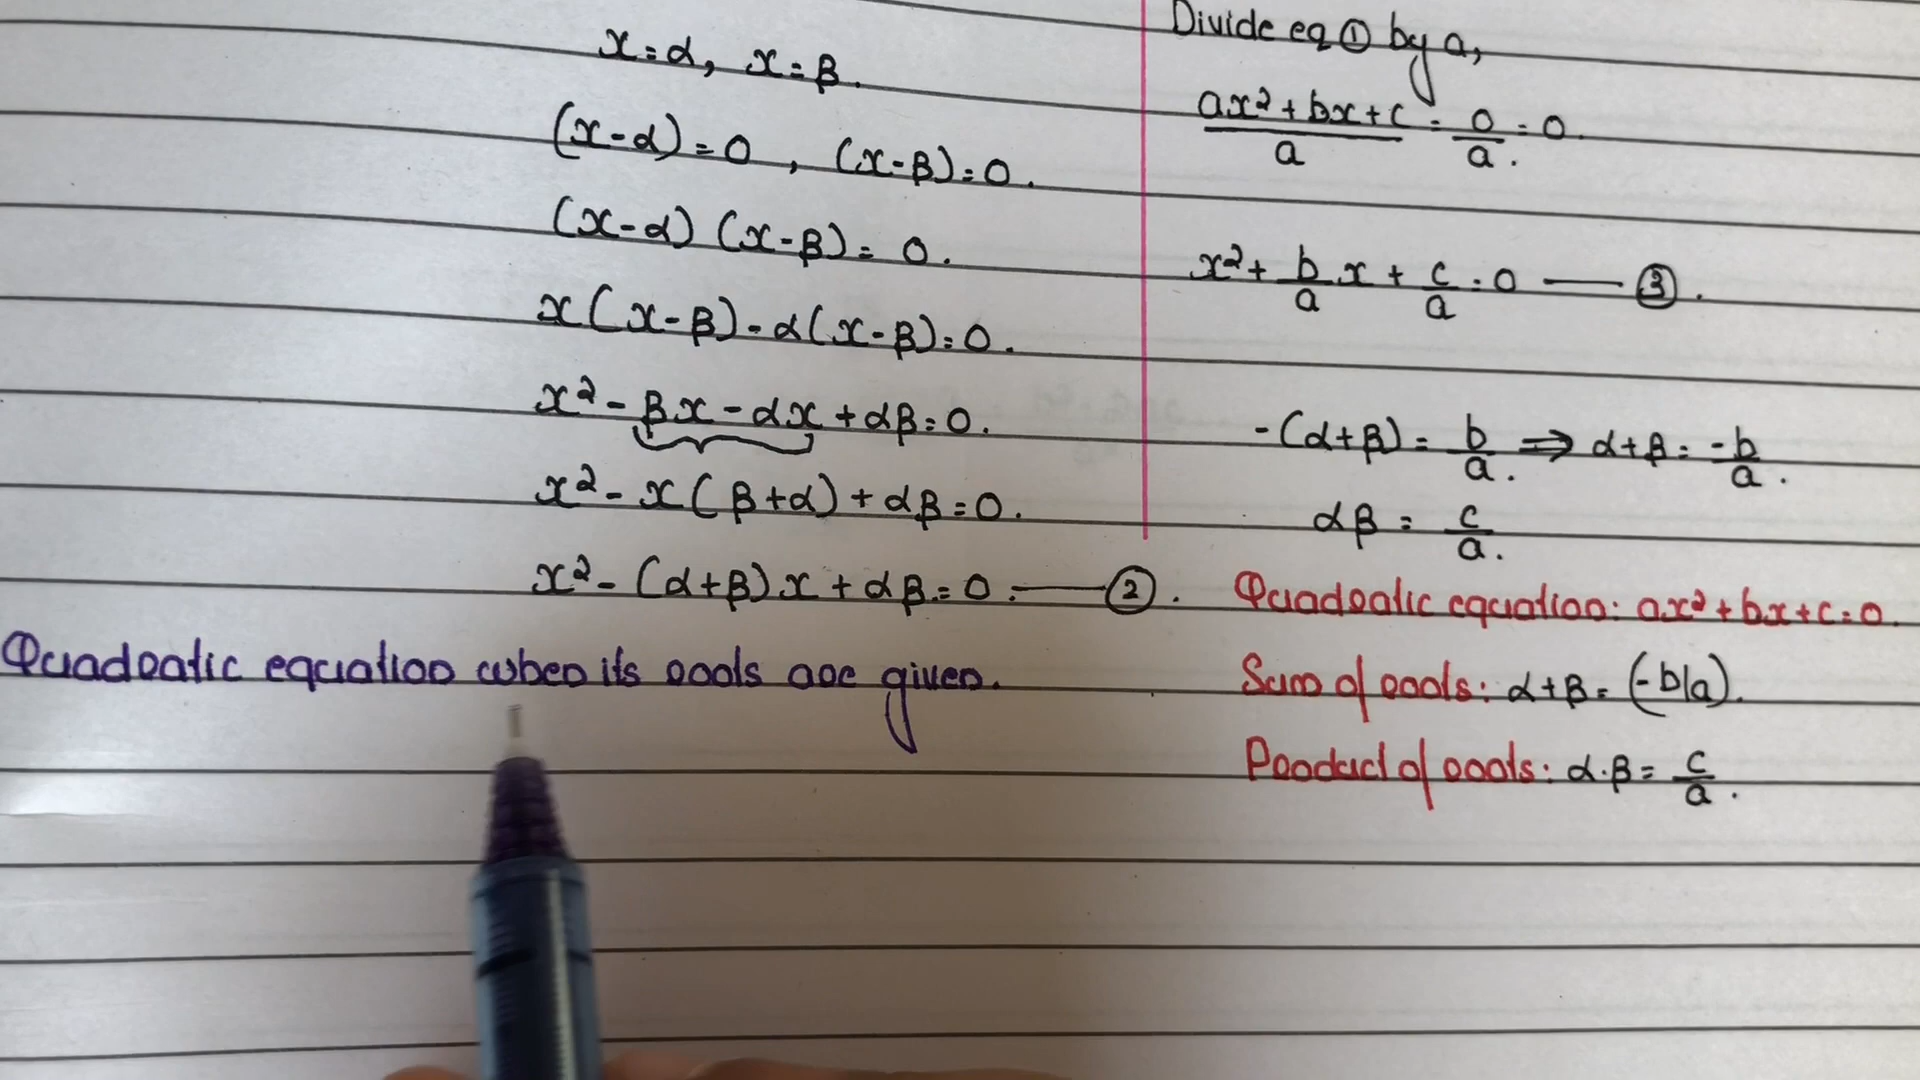 x = α, x = β.
(x-α) = 0, (x-β) = 0.
(x-α) (x-β) = 0.
x(x-β) - α(x-β) = 0.
x² - βx - αx + αβ = 0.
x² - x(β+α) + αβ = 0.
x² - (α+β)x + αβ = 0. — ②.
Quadratic equation when its roots are given.
Divide eq ① by a,
(ax² + bx + c)/a = 0/a = 0.
x² + b/a x + c/a = 0 — ③.
-(α+β) = b/a. ⇒ α+β = -b/a.
αβ = c/a.
Quadratic equation: ax² + bx + c = 0.
Sum of roots: α+β = (-b/a).
Product of roots: α.β = c/a.